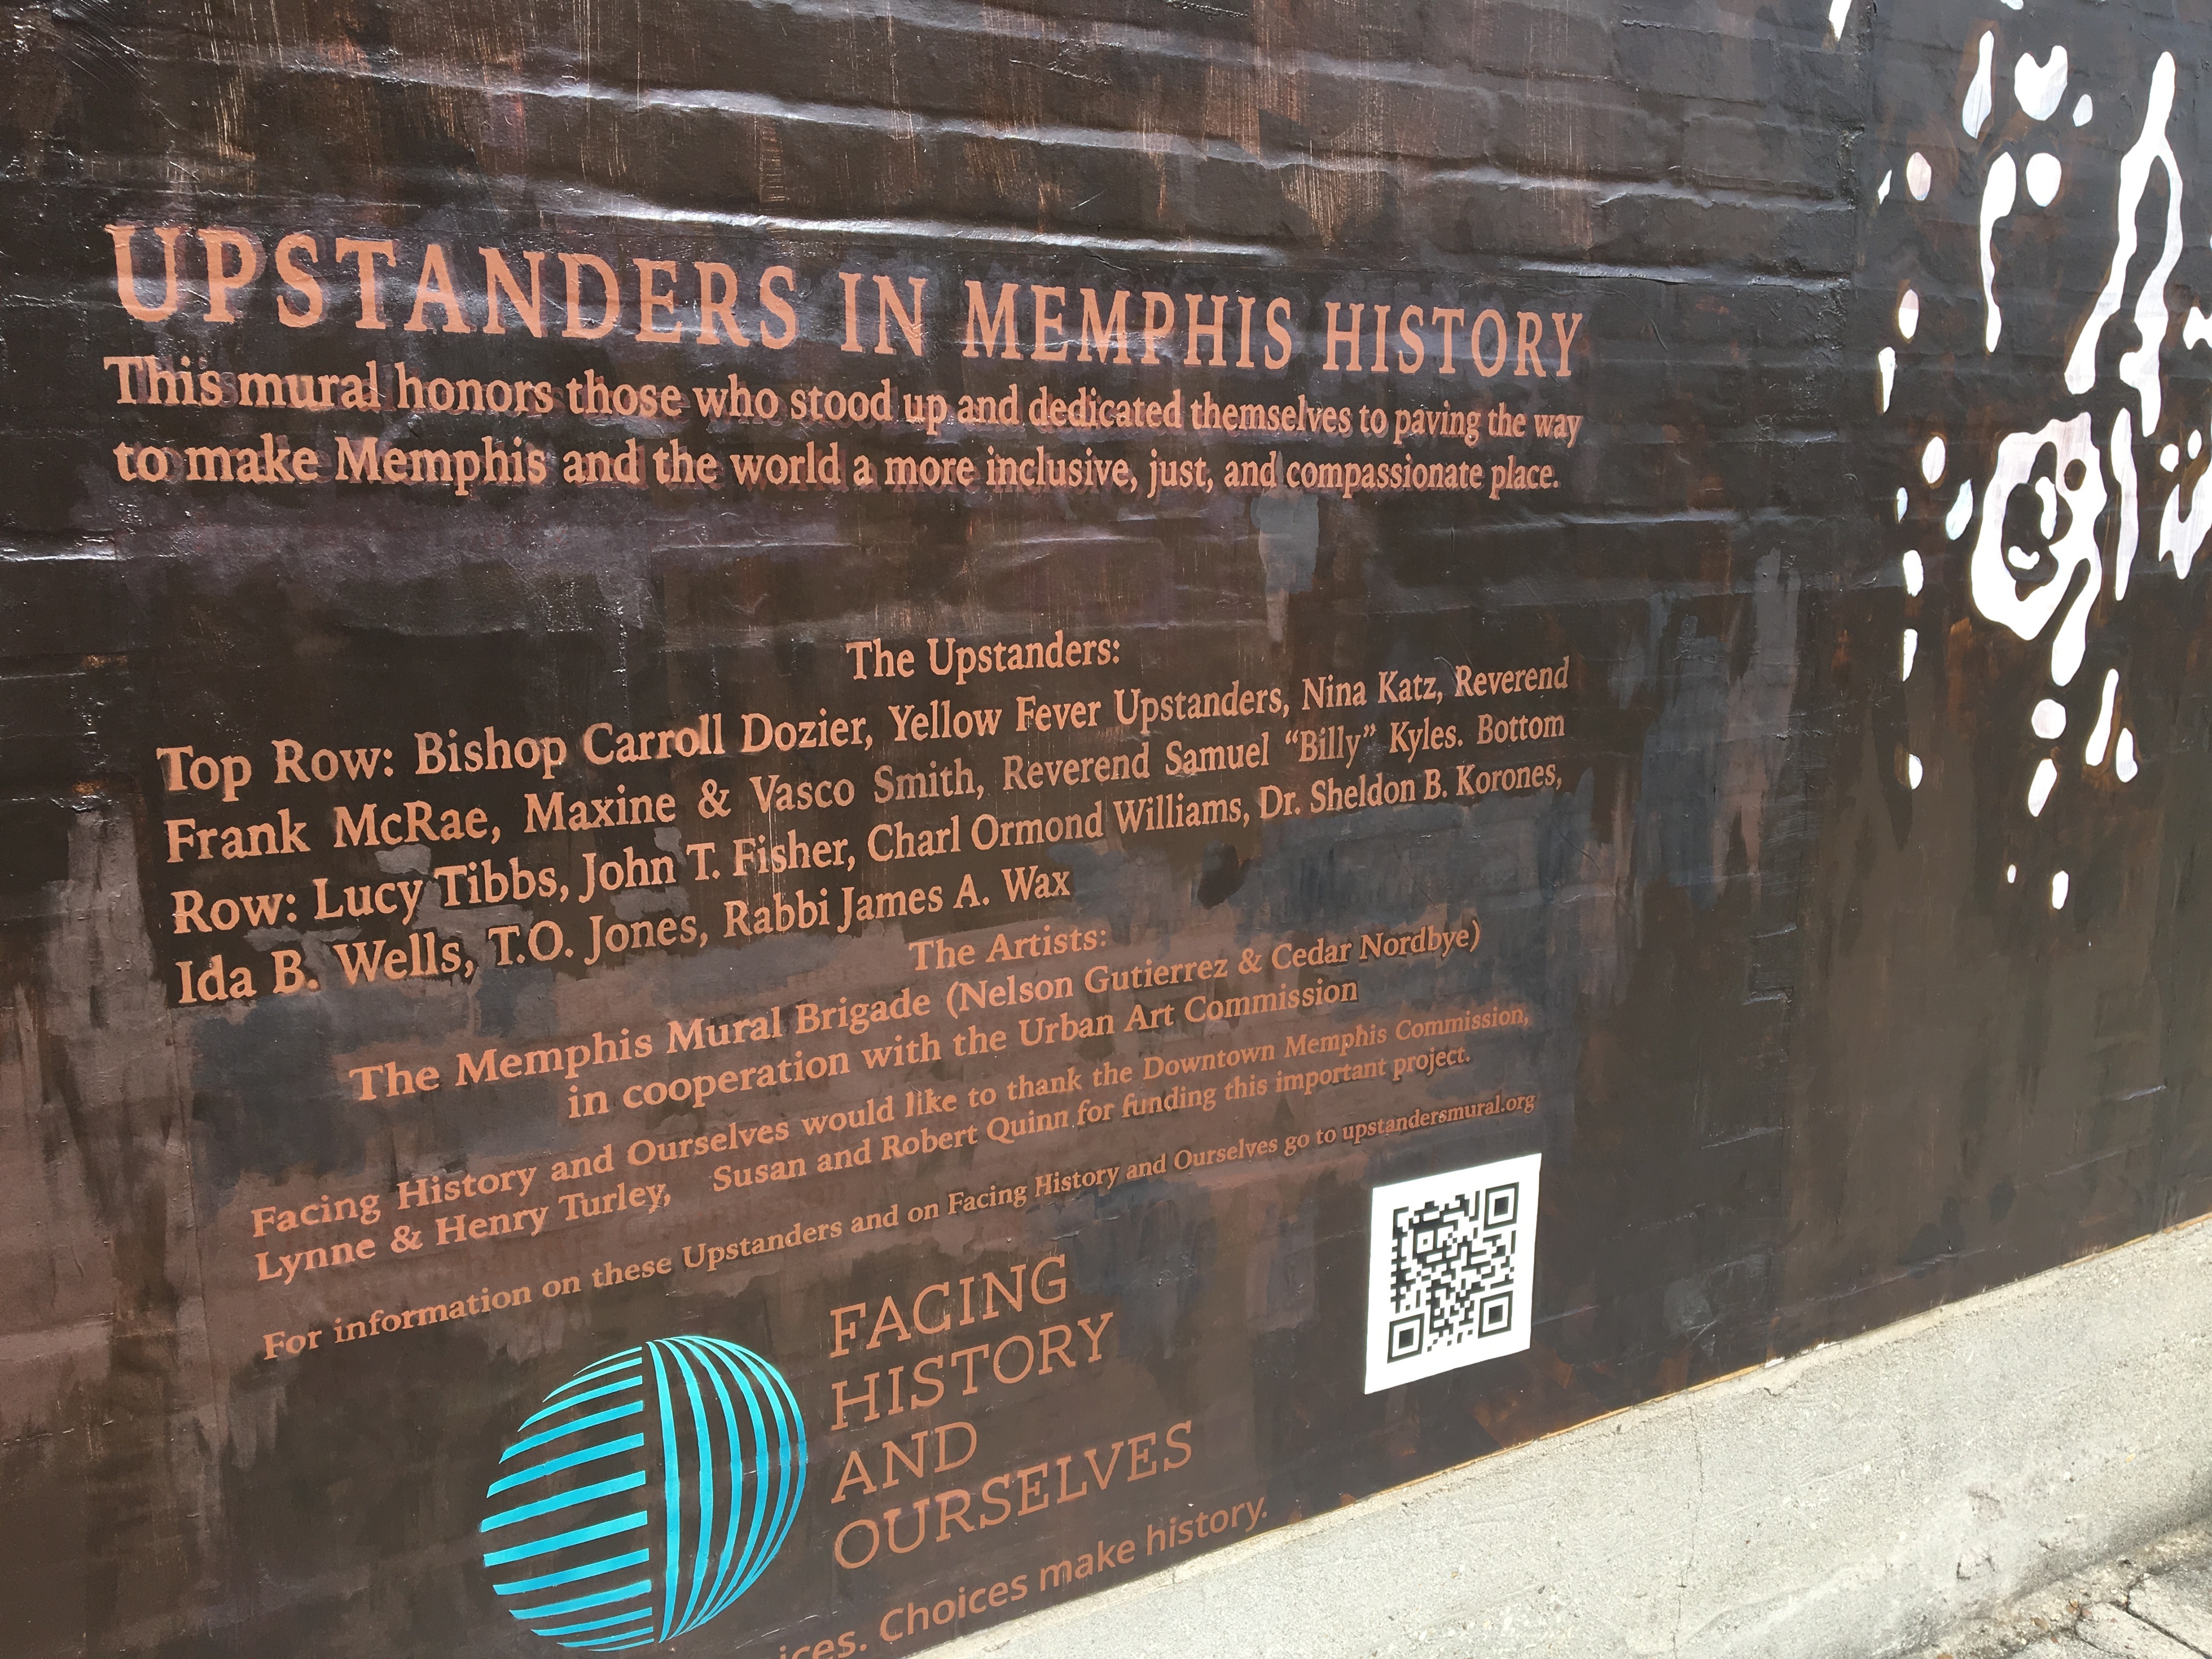 UPSTANDERS IN MEMPHIS HISTORY
This mural honors those who stood up and dedicated themselves to paving the way
to make Memphis and the world a more inclusive, just, and compassionate place.
The Upstanders:
Top Row: Bishop Carroll Dozier, Yellow Fever Upstanders, Nina Katz, Reverend
Frank McRae, Maxine & Vasco Smith, Reverend Samuel “Billy” Kyles. Bottom
Row: Lucy Tibbs, John T. Fisher, Charl Ormond Williams, Dr. Sheldon B. Korones,
Ida B. Wells, T.O. Jones, Rabbi James A. Wax
The Artists:
The Memphis Mural Brigade (Nelson Gutierrez & Cedar Nordbye)
in cooperation with the Urban Art Commission
Facing History and Ourselves would like to thank the Downtown Memphis Commission,
Lynne & Henry Turley, Susan and Robert Quinn for funding this important project.
For information on these Upstanders and on Facing History and Ourselves go to upstandersmural.org
FACING
HISTORY
AND
OURSELVES
Choices make history.